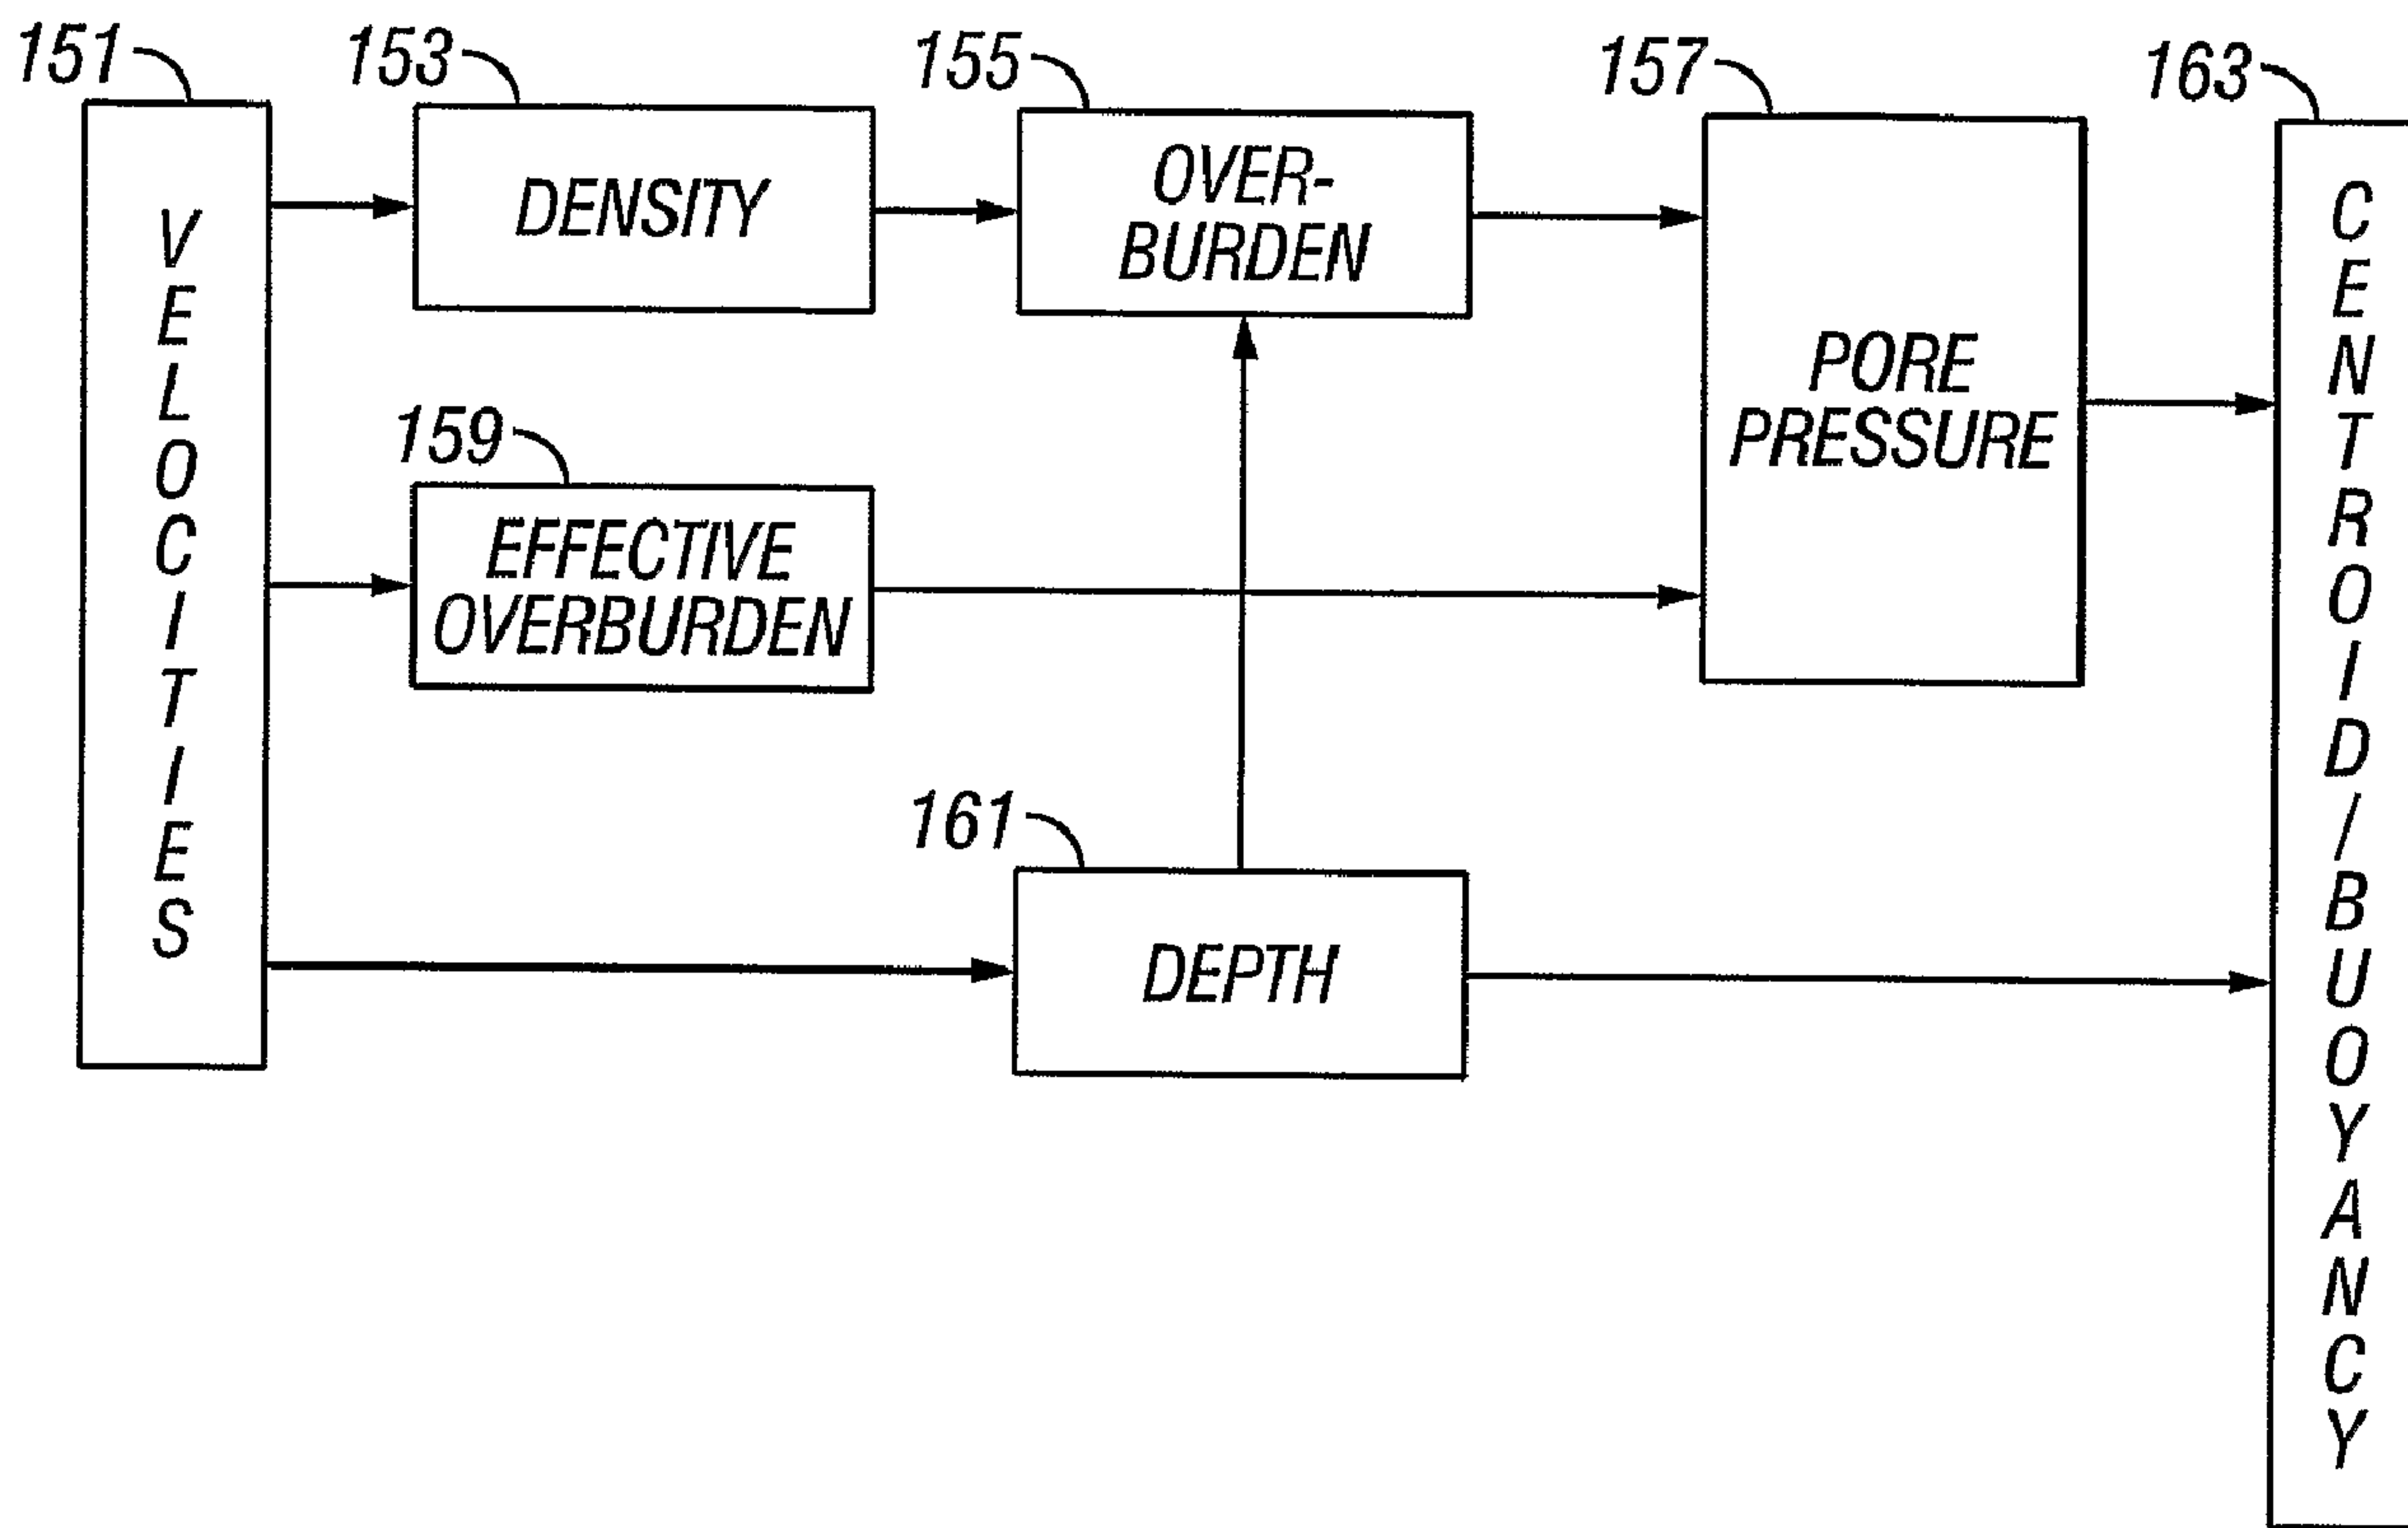 151
153
155
157
163
VELOCITIES
DENSITY
OVER-
BURDEN
PORE
PRESSURE
CENTROID/BUOYANCY
159
EFFECTIVE
OVERBURDEN
161
DEPTH